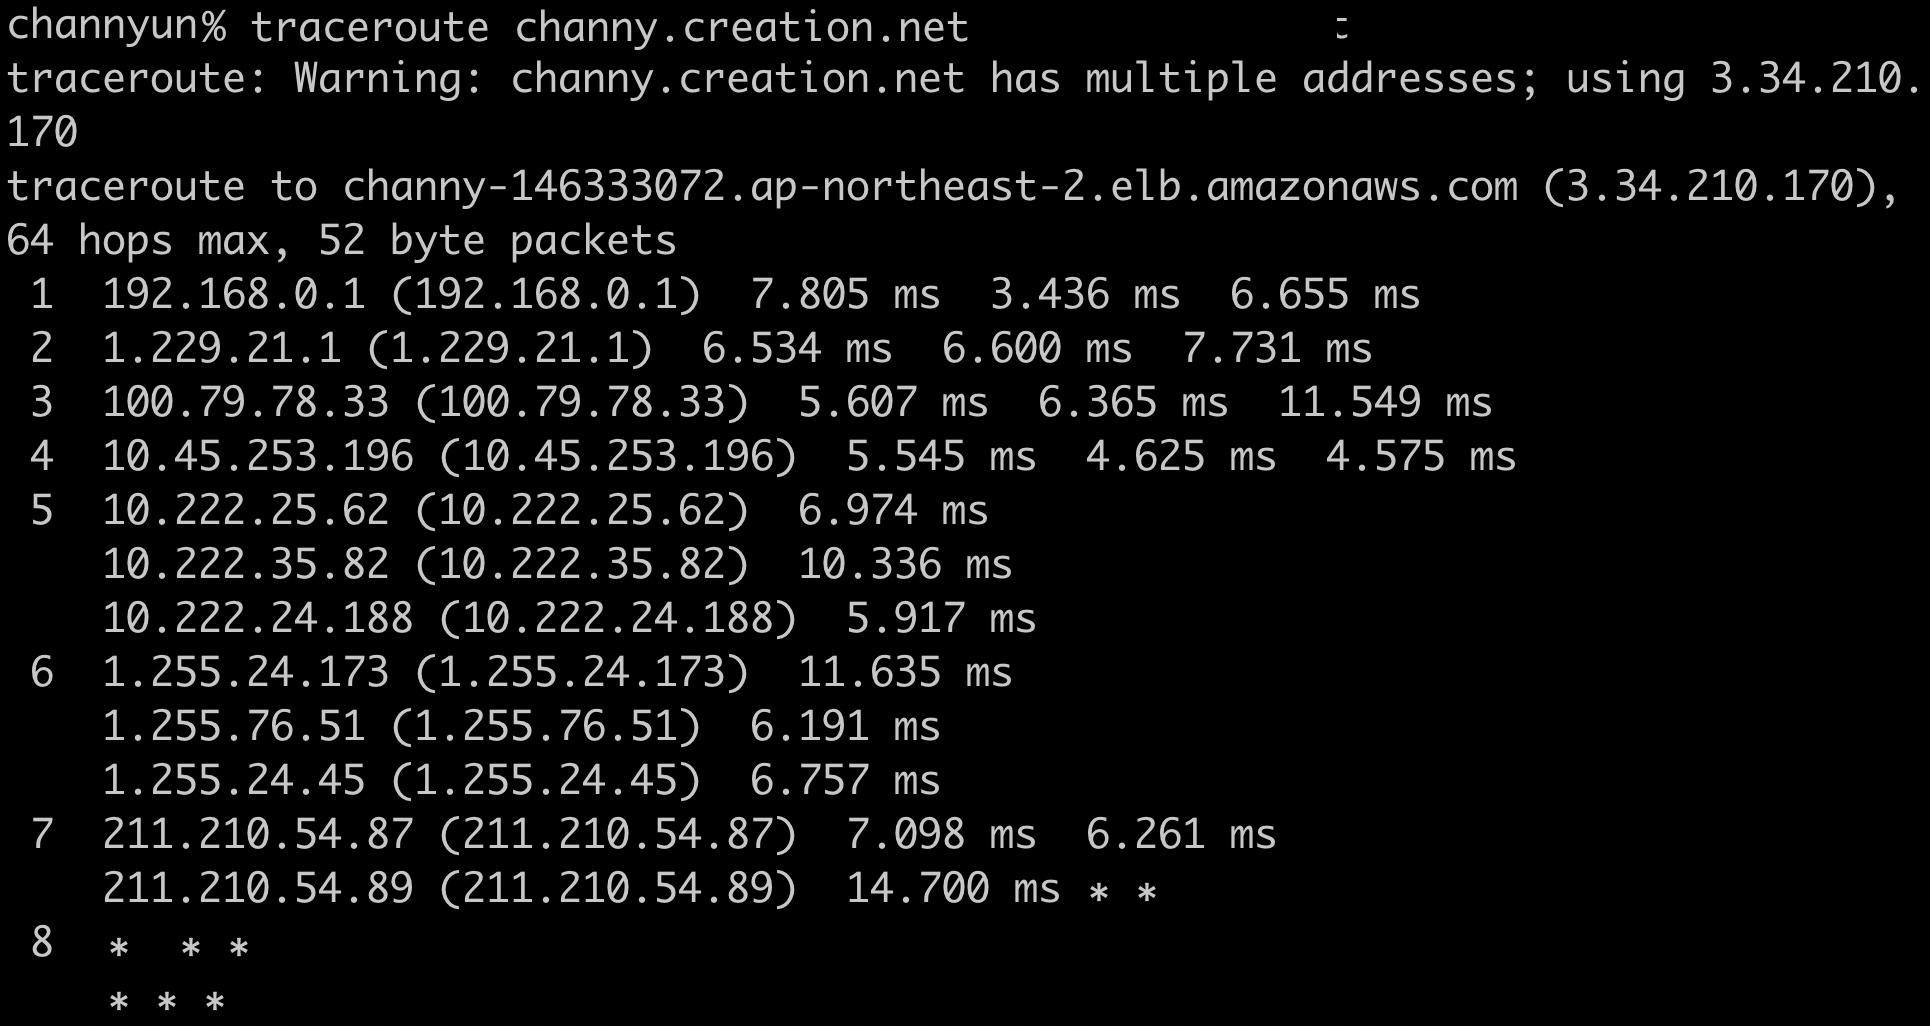 channyun% traceroute channy.creation.net
traceroute: Warning: channy.creation.net has multiple addresses; using 3.34.210.
170
traceroute to channy-146333072.ap-northeast-2.elb.amazonaws.com (3.34.210.170),
64 hops max, 52 byte packets
1 192.168.0.1 (192.168.0.1) 7.805 ms 3.436 ms 6.655 ms
2 1.229.21.1 (1.229.21.1) 6.534 ms 6.600 ms 7.731 ms
3 100.79.78.33 (100.79.78.33) 5.607 ms 6.365 ms 11.549 ms
4 10.45.253.196 (10.45.253.196) 5.545 ms 4.625 ms 4.575 ms
5 10.222.25.62 (10.222.25.62) 6.974 ms
10.222.35.82 (10.222.35.82) 10.336 ms
10.222.24.188 (10.222.24.188) 5.917 ms
6 1.255.24.173 (1.255.24.173) 11.635 ms
1.255.76.51 (1.255.76.51) 6.191 ms
1.255.24.45 (1.255.24.45) 6.757 ms
7 211.210.54.87 (211.210.54.87) 7.098 ms 6.261 ms
211.210.54.89 (211.210.54.89) 14.700 ms * *
8 * * *
* * *